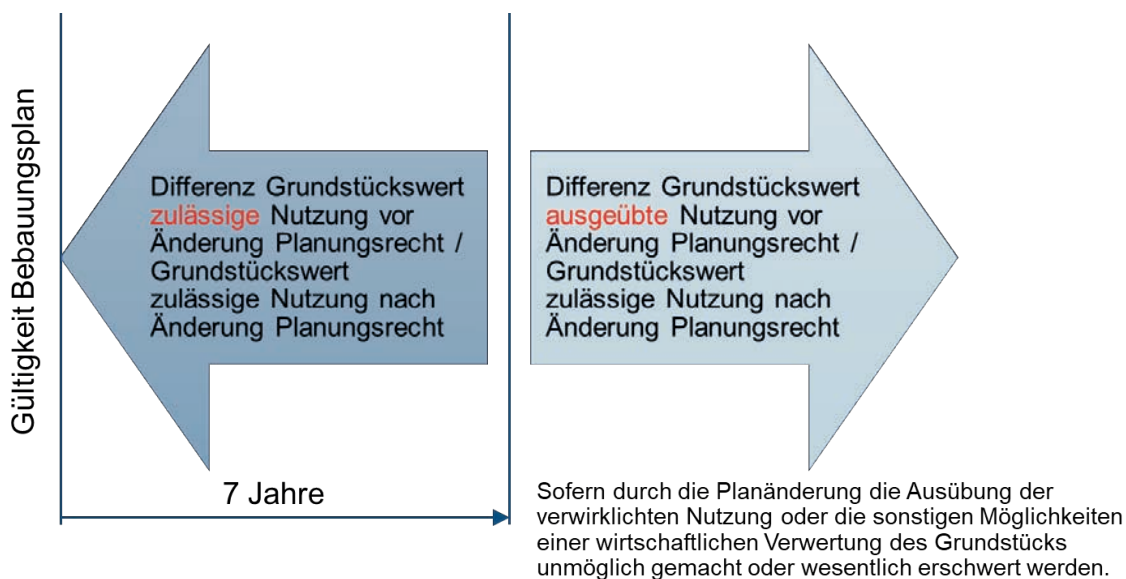 Gültigkeit Bebauungsplan
Differenz Grundstückswert
zulässige Nutzung vor
Änderung Planungsrecht /
Grundstückswert
zulässige Nutzung nach
Änderung Planungsrecht
Differenz Grundstückswert
ausgeübte Nutzung vor
Änderung Planungsrecht /
Grundstückswert
zulässige Nutzung nach
Änderung Planungsrecht
7 Jahre
Sofern durch die Planänderung die Ausübung der
verwirklichten Nutzung oder die sonstigen Möglichkeiten
einer wirtschaftlichen Verwertung des Grundstücks
unmöglich gemacht oder wesentlich erschwert werden.